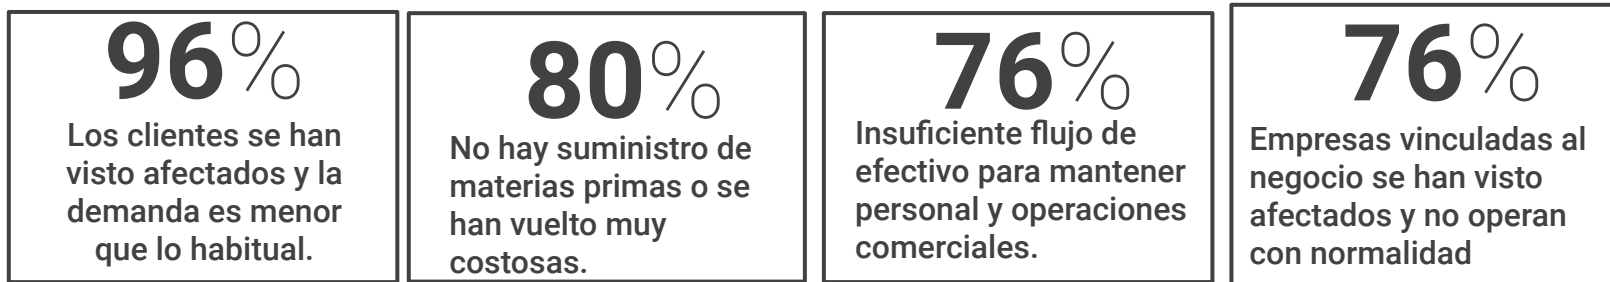 96%
Los clientes se han
visto afectados y la
demanda es menor
que lo habitual.
80%
No hay suministro de
materias primas o se
han vuelto muy
costosas.
76%
Insuficiente flujo de
efectivo para mantener
personal y operaciones
comerciales.
76%
Empresas vinculadas al
negocio se han visto
afectados y no operan
con normalidad